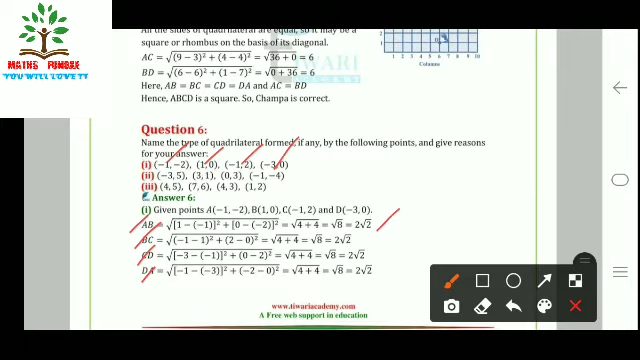 All the sides of quadrilateral are equal, so it may be a
square or rhombus on the basis of its diagonal.
AC = √(9 − 3)² + (4 − 4)² = √36 + 0 = 6
BD = √(6 − 6)² + (1 − 7)² = √0 + 36 = 6
Here, AB = BC = CD = DA and AC = BD
Hence, ABCD is a square. So, Champa is correct.
2
1
1 2 3 4 5 6 7 8 9 10
Columns
MATHS FUMBRE
YOU WILL LOVE IT
TIWARI
Question 6:
Name the type of quadrilateral formed, if any, by the following points, and give reasons
for your answer:
(i) (−1, −2), (1, 0), (−1, 2), (−3, 0)
(ii) (−3, 5), (3, 1), (0, 3), (−1, −4)
(iii) (4, 5), (7, 6), (4, 3), (1, 2)
Answer 6:
(i) Given points A(−1, −2), B(1, 0), C(−1, 2) and D(−3, 0).
AB = √[1 − (−1)]² + [0 − (−2)]² = √4 + 4 = √8 = 2√2
BC = √(−1 − 1)² + (2 − 0)² = √4 + 4 = √8 = 2√2
CD = √[−3 − (−1)]² + (0 − 2)² = √4 + 4 = √8 = 2√2
DA = √[−1 − (−3)]² + (−2 − 0)² = √4 + 4 = √8 = 2√2
www.tiwariacademy.com
A Free web support in education